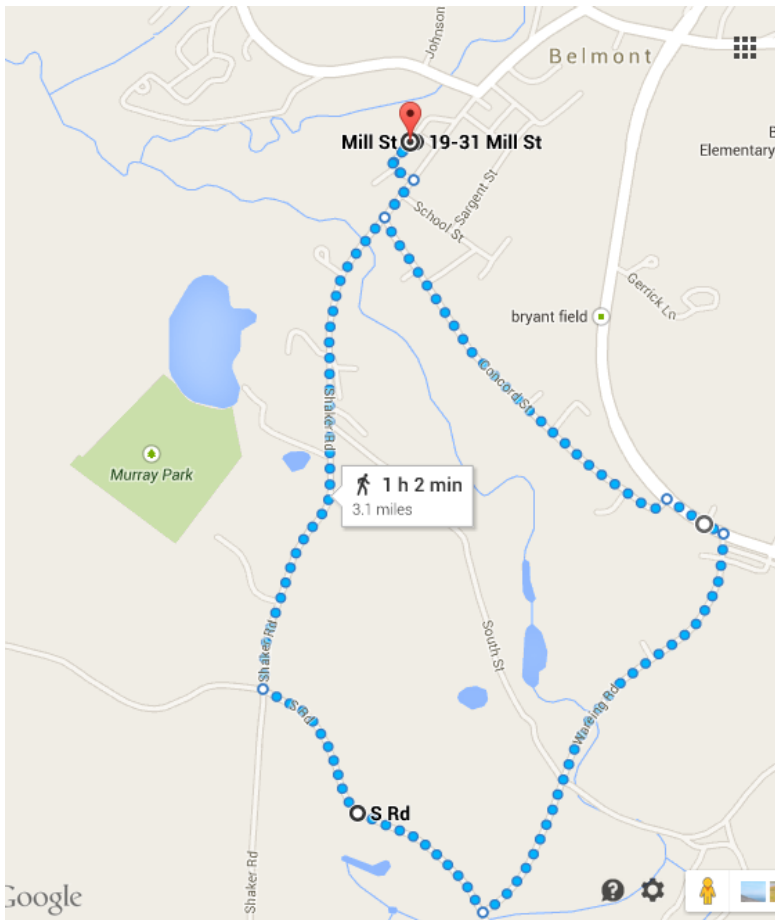 Johnson
Belmont
Mill St
19-31 Mill St
B
Elementary
Sargent St
School St
Gerrick Ln
bryant field
Concord St
Shaker Rd
Murray Park
1 h 2 min
3.1 miles
Shaker Rd
South St
S Rd
Wareing Rd
S Rd
Shaker Rd
Google